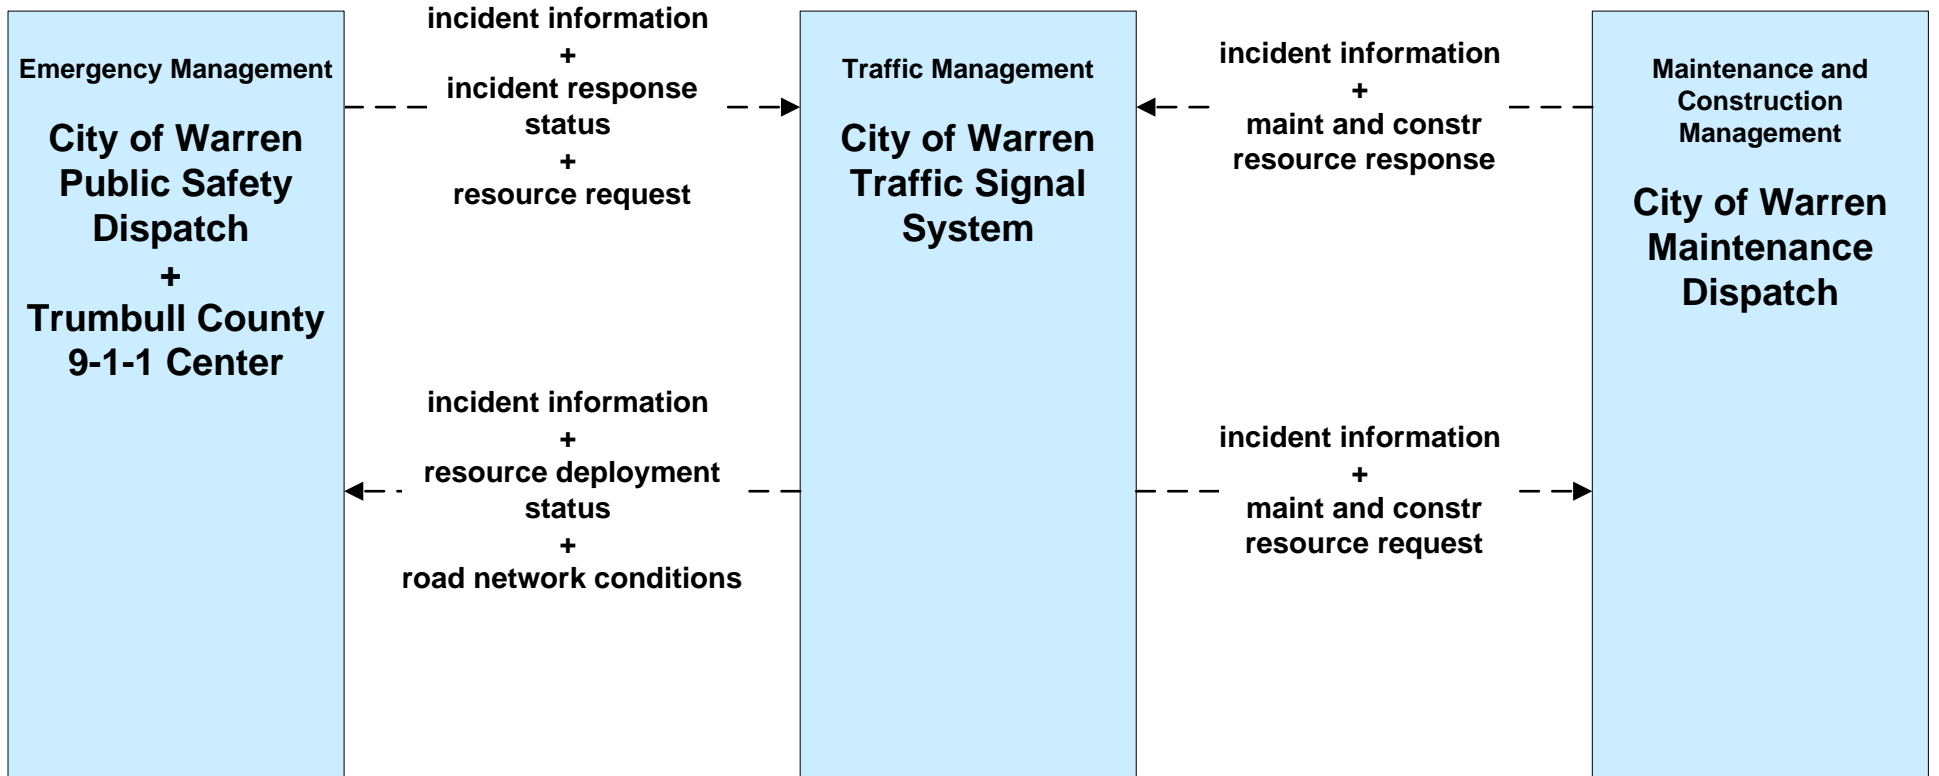 Emergency Management
City of Warren
Public Safety
Dispatch
+
Trumbull County
9-1-1 Center
incident information
+
incident response
status
+
resource request
incident information
+
resource deployment
status
+
road network conditions
Traffic Management
City of Warren
Traffic Signal
System
incident information
+
maint and constr
resource response
incident information
+
maint and constr
resource request
Maintenance and
Construction
Management
City of Warren
Maintenance
Dispatch